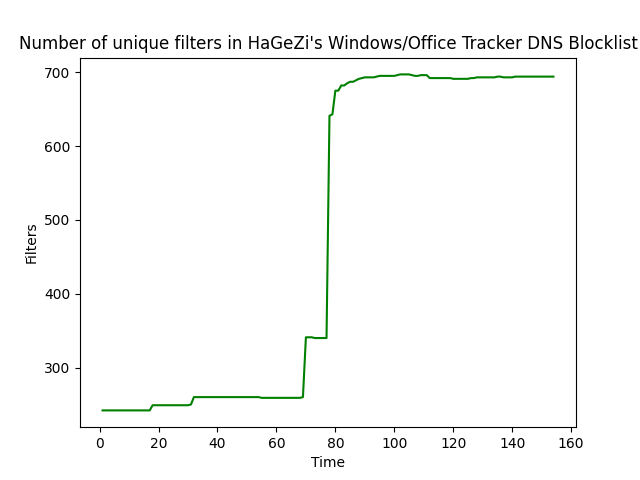 Number of unique filters in HaGeZi's Windows/Office Tracker DNS Blocklist
700
600
500
400
300
Filters
0 20 40 60 80 100 120 140 160
Time